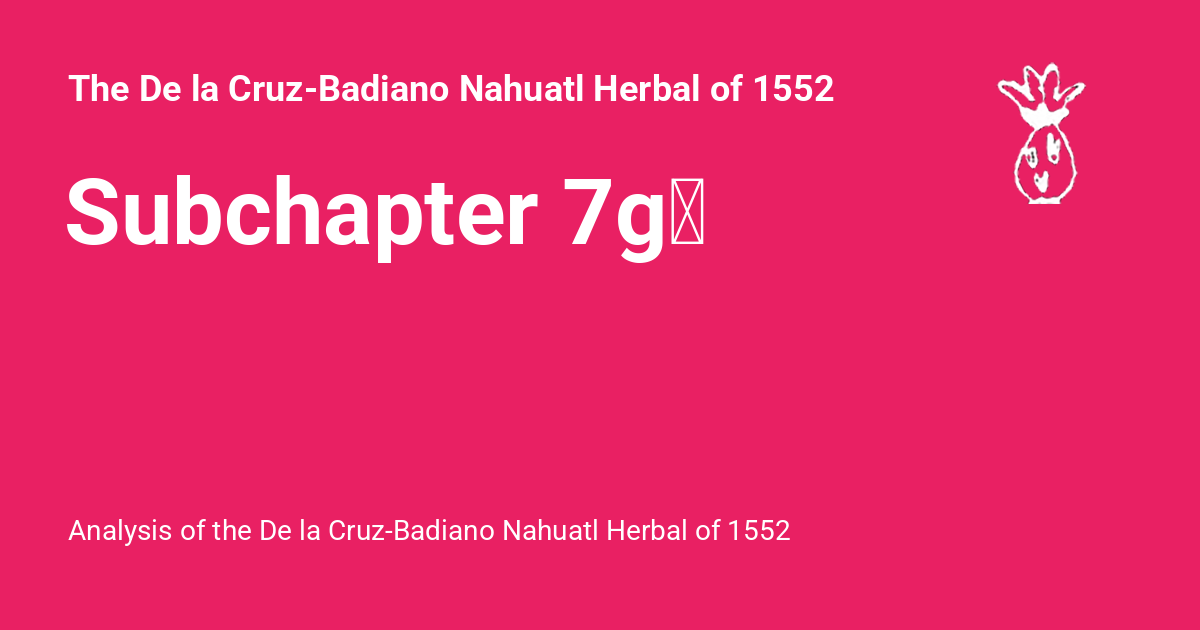 The De la Cruz-Badiano Nahuatl Herbal of 1552
Subchapter 7g
Analysis of the De la Cruz-Badiano Nahuatl Herbal of 1552